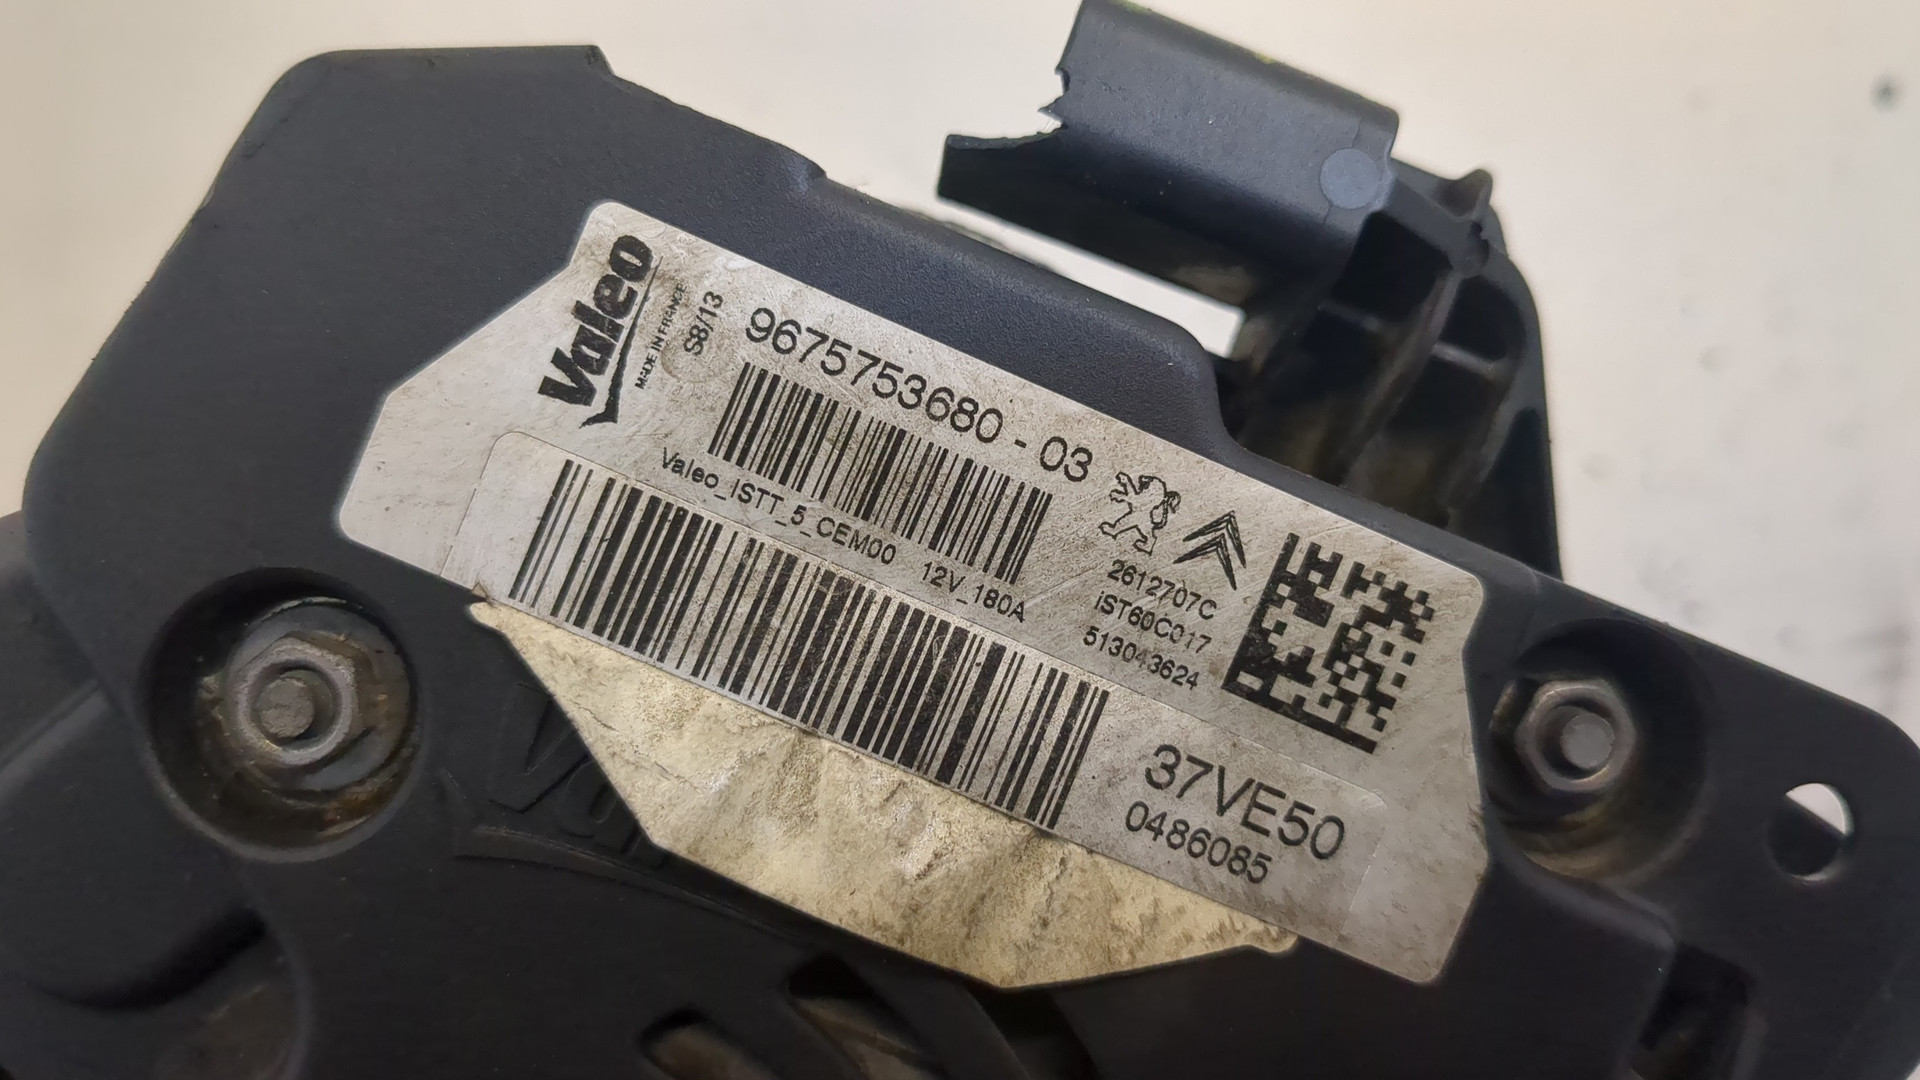 Valeo
MADE IN FRANCE
S8/13
9675753680 - 03
Valeo_ISTT_5_CEM00 12V_180A
2612707C
iST60C017
513043624
37VE50
0486085